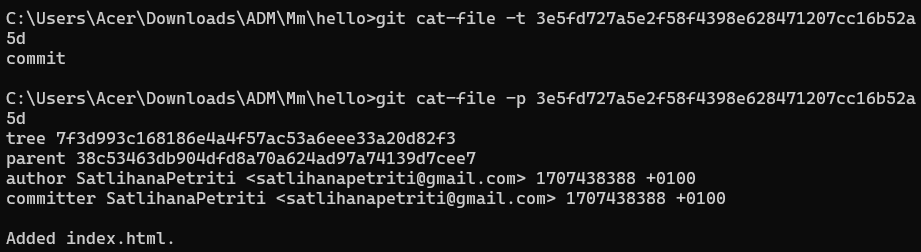 C:\Users\Acer\Downloads\ADM\Mm\hello>git cat-file -t 3e5fd727a5e2f58f4398e628471207cc16b52a
5d
commit
C:\Users\Acer\Downloads\ADM\Mm\hello>git cat-file -p 3e5fd727a5e2f58f4398e628471207cc16b52a
5d
tree 7f3d993c168186e4a4f57ac53a6eee33a20d82f3
parent 38c53463db904dfd8a70a624ad97a74139d7cee7
author SatlihanaPetriti <satlihanapetriti@gmail.com> 1707438388 +0100
committer SatlihanaPetriti <satlihanapetriti@gmail.com> 1707438388 +0100
Added index.html.